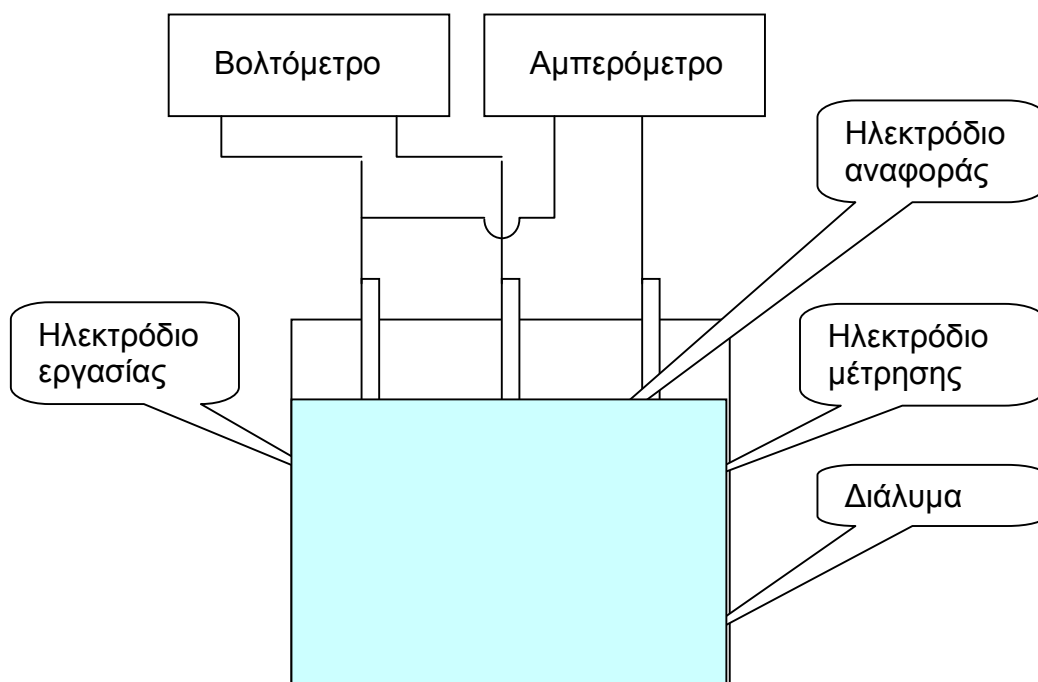 Βολτόμετρο
Αμπερόμετρο
Ηλεκτρόδιο
αναφοράς
Ηλεκτρόδιο
εργασίας
Ηλεκτρόδιο
μέτρησης
Διάλυμα